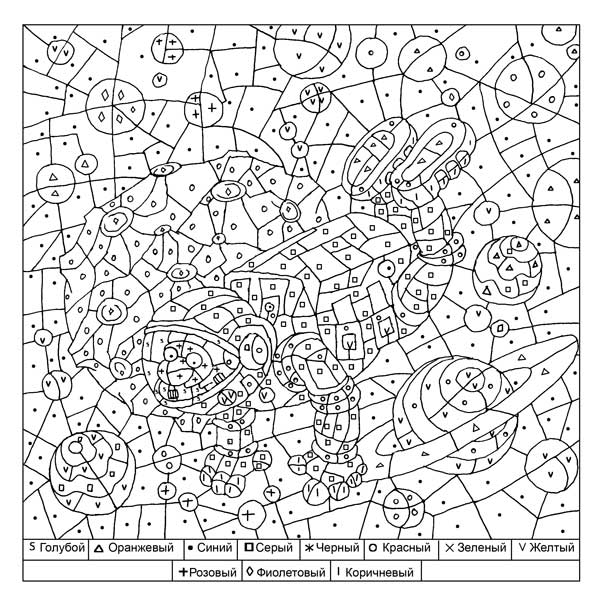 S Голубой △ Оранжевый • Синий □ Серый ✳ Черный ○ Красный × Зеленый V Желтый
+ Розовый ◊ Фиолетовый I Коричневый